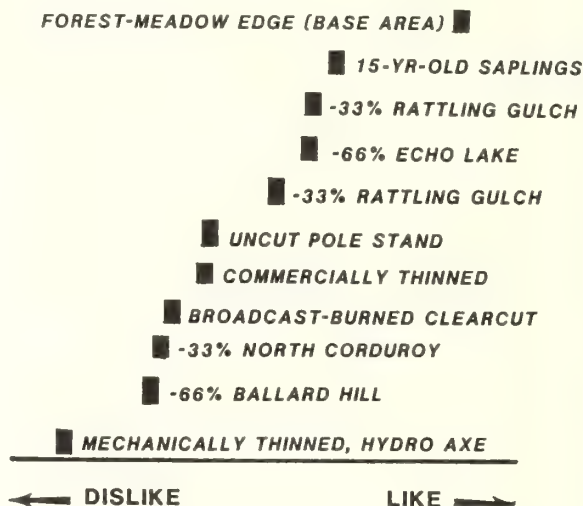 FOREST-MEADOW EDGE (BASE AREA)
15-YR-OLD SAPLINGS
-33% RATTLING GULCH
-66% ECHO LAKE
-33% RATTLING GULCH
UNCUT POLE STAND
COMMERCIALLY THINNED
BROADCAST-BURNED CLEARCUT
-33% NORTH CORDUROY
-66% BALLARD HILL
MECHANICALLY THINNED, HYDRO AXE
DISLIKE LIKE